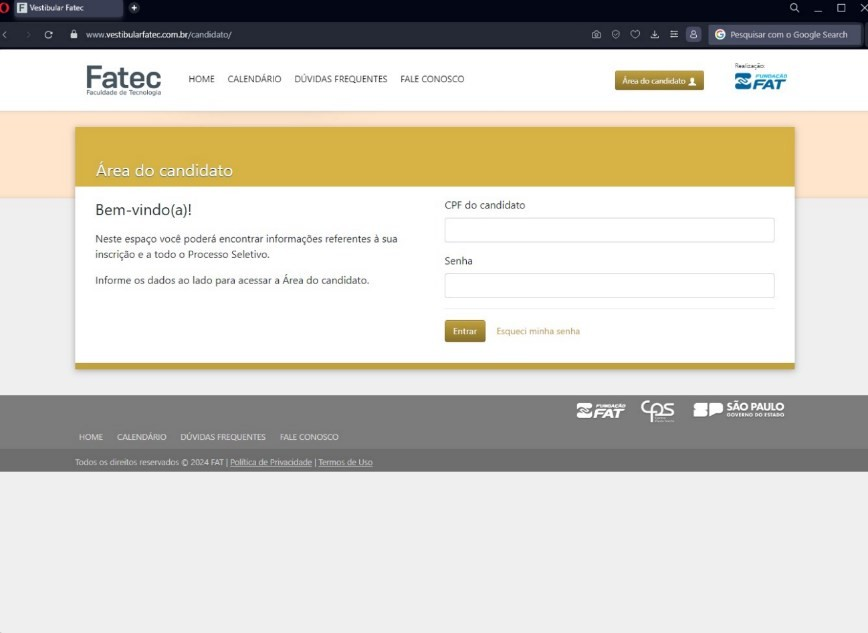 Vestibular Fatec
www.vestibularfatec.com.br/candidato/
Pesquisar com o Google Search
Fatec
Faculdade de Tecnologia
HOME CALENDÁRIO DÚVIDAS FREQUENTES FALE CONOSCO
Área do candidato
Realização:
FUNDAÇÃO
FAT
Área do candidato
Bem-vindo(a)!
Neste espaço você poderá encontrar informações referentes à sua
inscrição e a todo o Processo Seletivo.
Informe os dados ao lado para acessar a Área do candidato.
CPF do candidato
Senha
Entrar Esqueci minha senha
FUNDAÇÃO
FAT
CPS
SÃO PAULO
GOVERNO DO ESTADO
HOME CALENDÁRIO DÚVIDAS FREQUENTES FALE CONOSCO
Todos os direitos reservados © 2024 FAT | Política de Privacidade | Termos de Uso